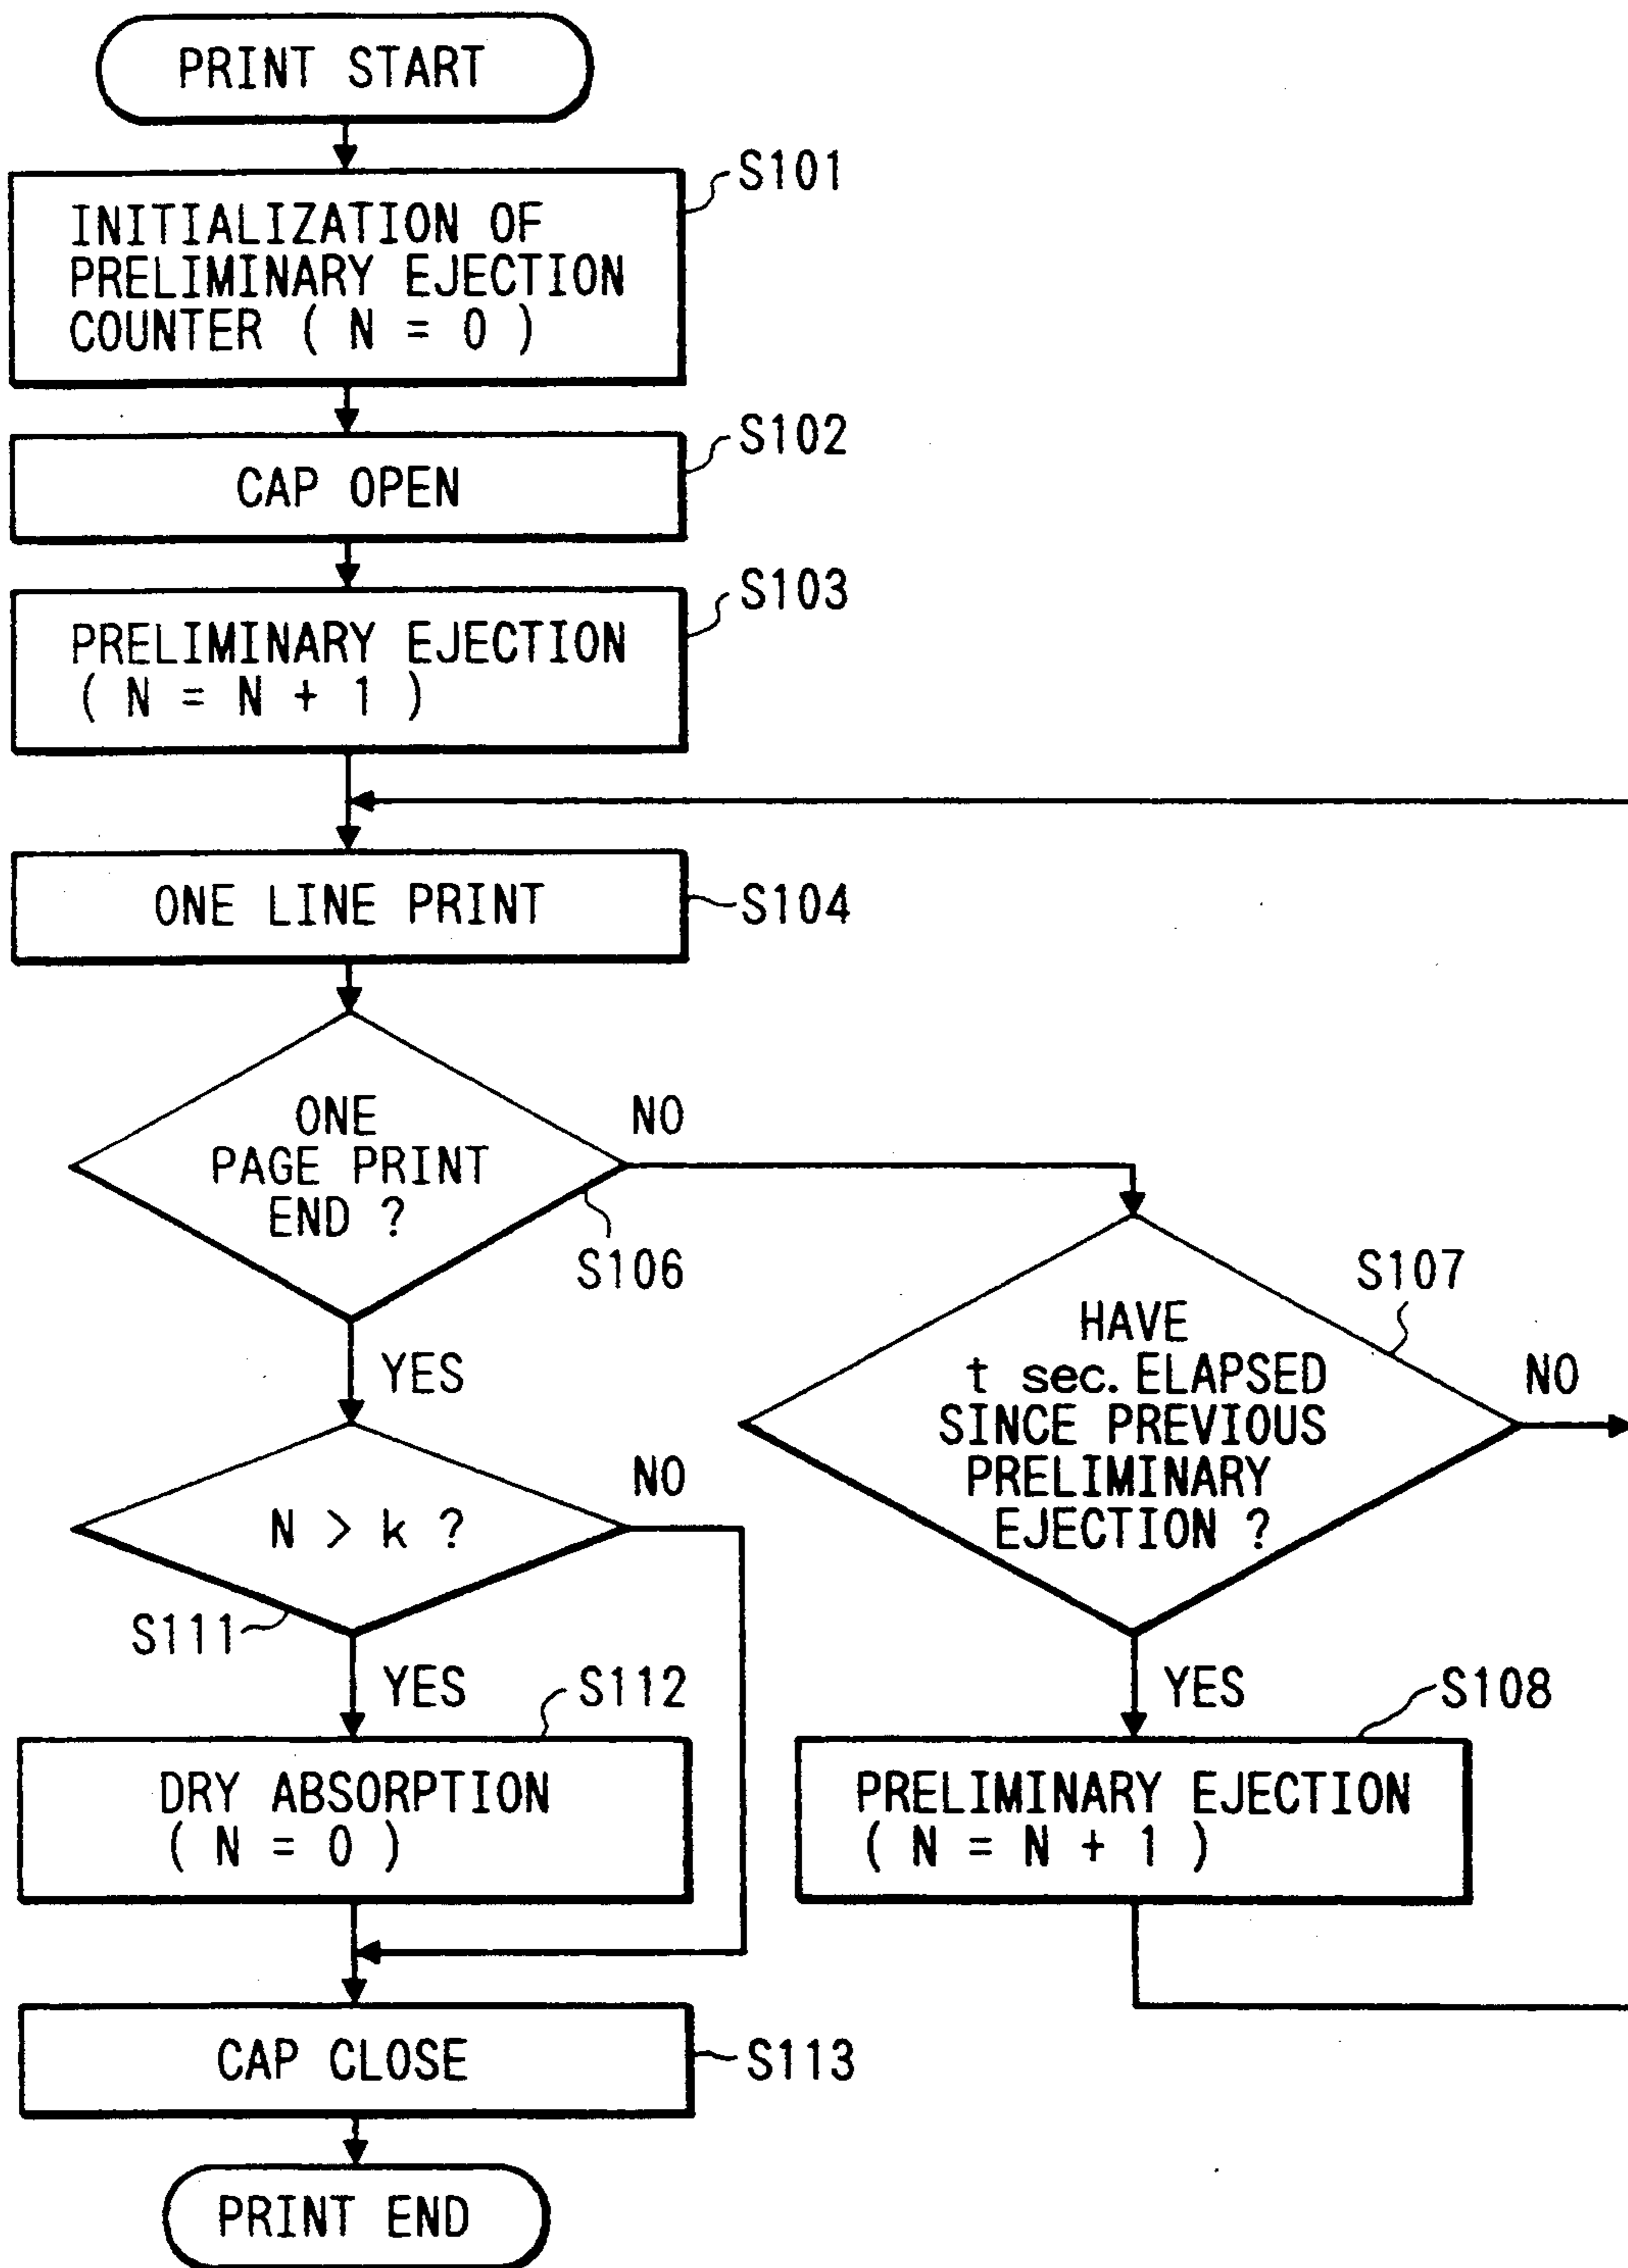 PRINT START
S101
INITIALIZATION OF
PRELIMINARY EJECTION
COUNTER ( N = 0 )
S102
CAP OPEN
S103
PRELIMINARY EJECTION
( N = N + 1 )
ONE LINE PRINT
S104
ONE
PAGE PRINT
END ?
NO
S106
YES
S107
HAVE
t sec. ELAPSED
SINCE PREVIOUS
PRELIMINARY
EJECTION ?
NO
N > k ?
NO
S111
YES
S112
YES
S108
DRY ABSORPTION
( N = 0 )
PRELIMINARY EJECTION
( N = N + 1 )
CAP CLOSE
S113
PRINT END